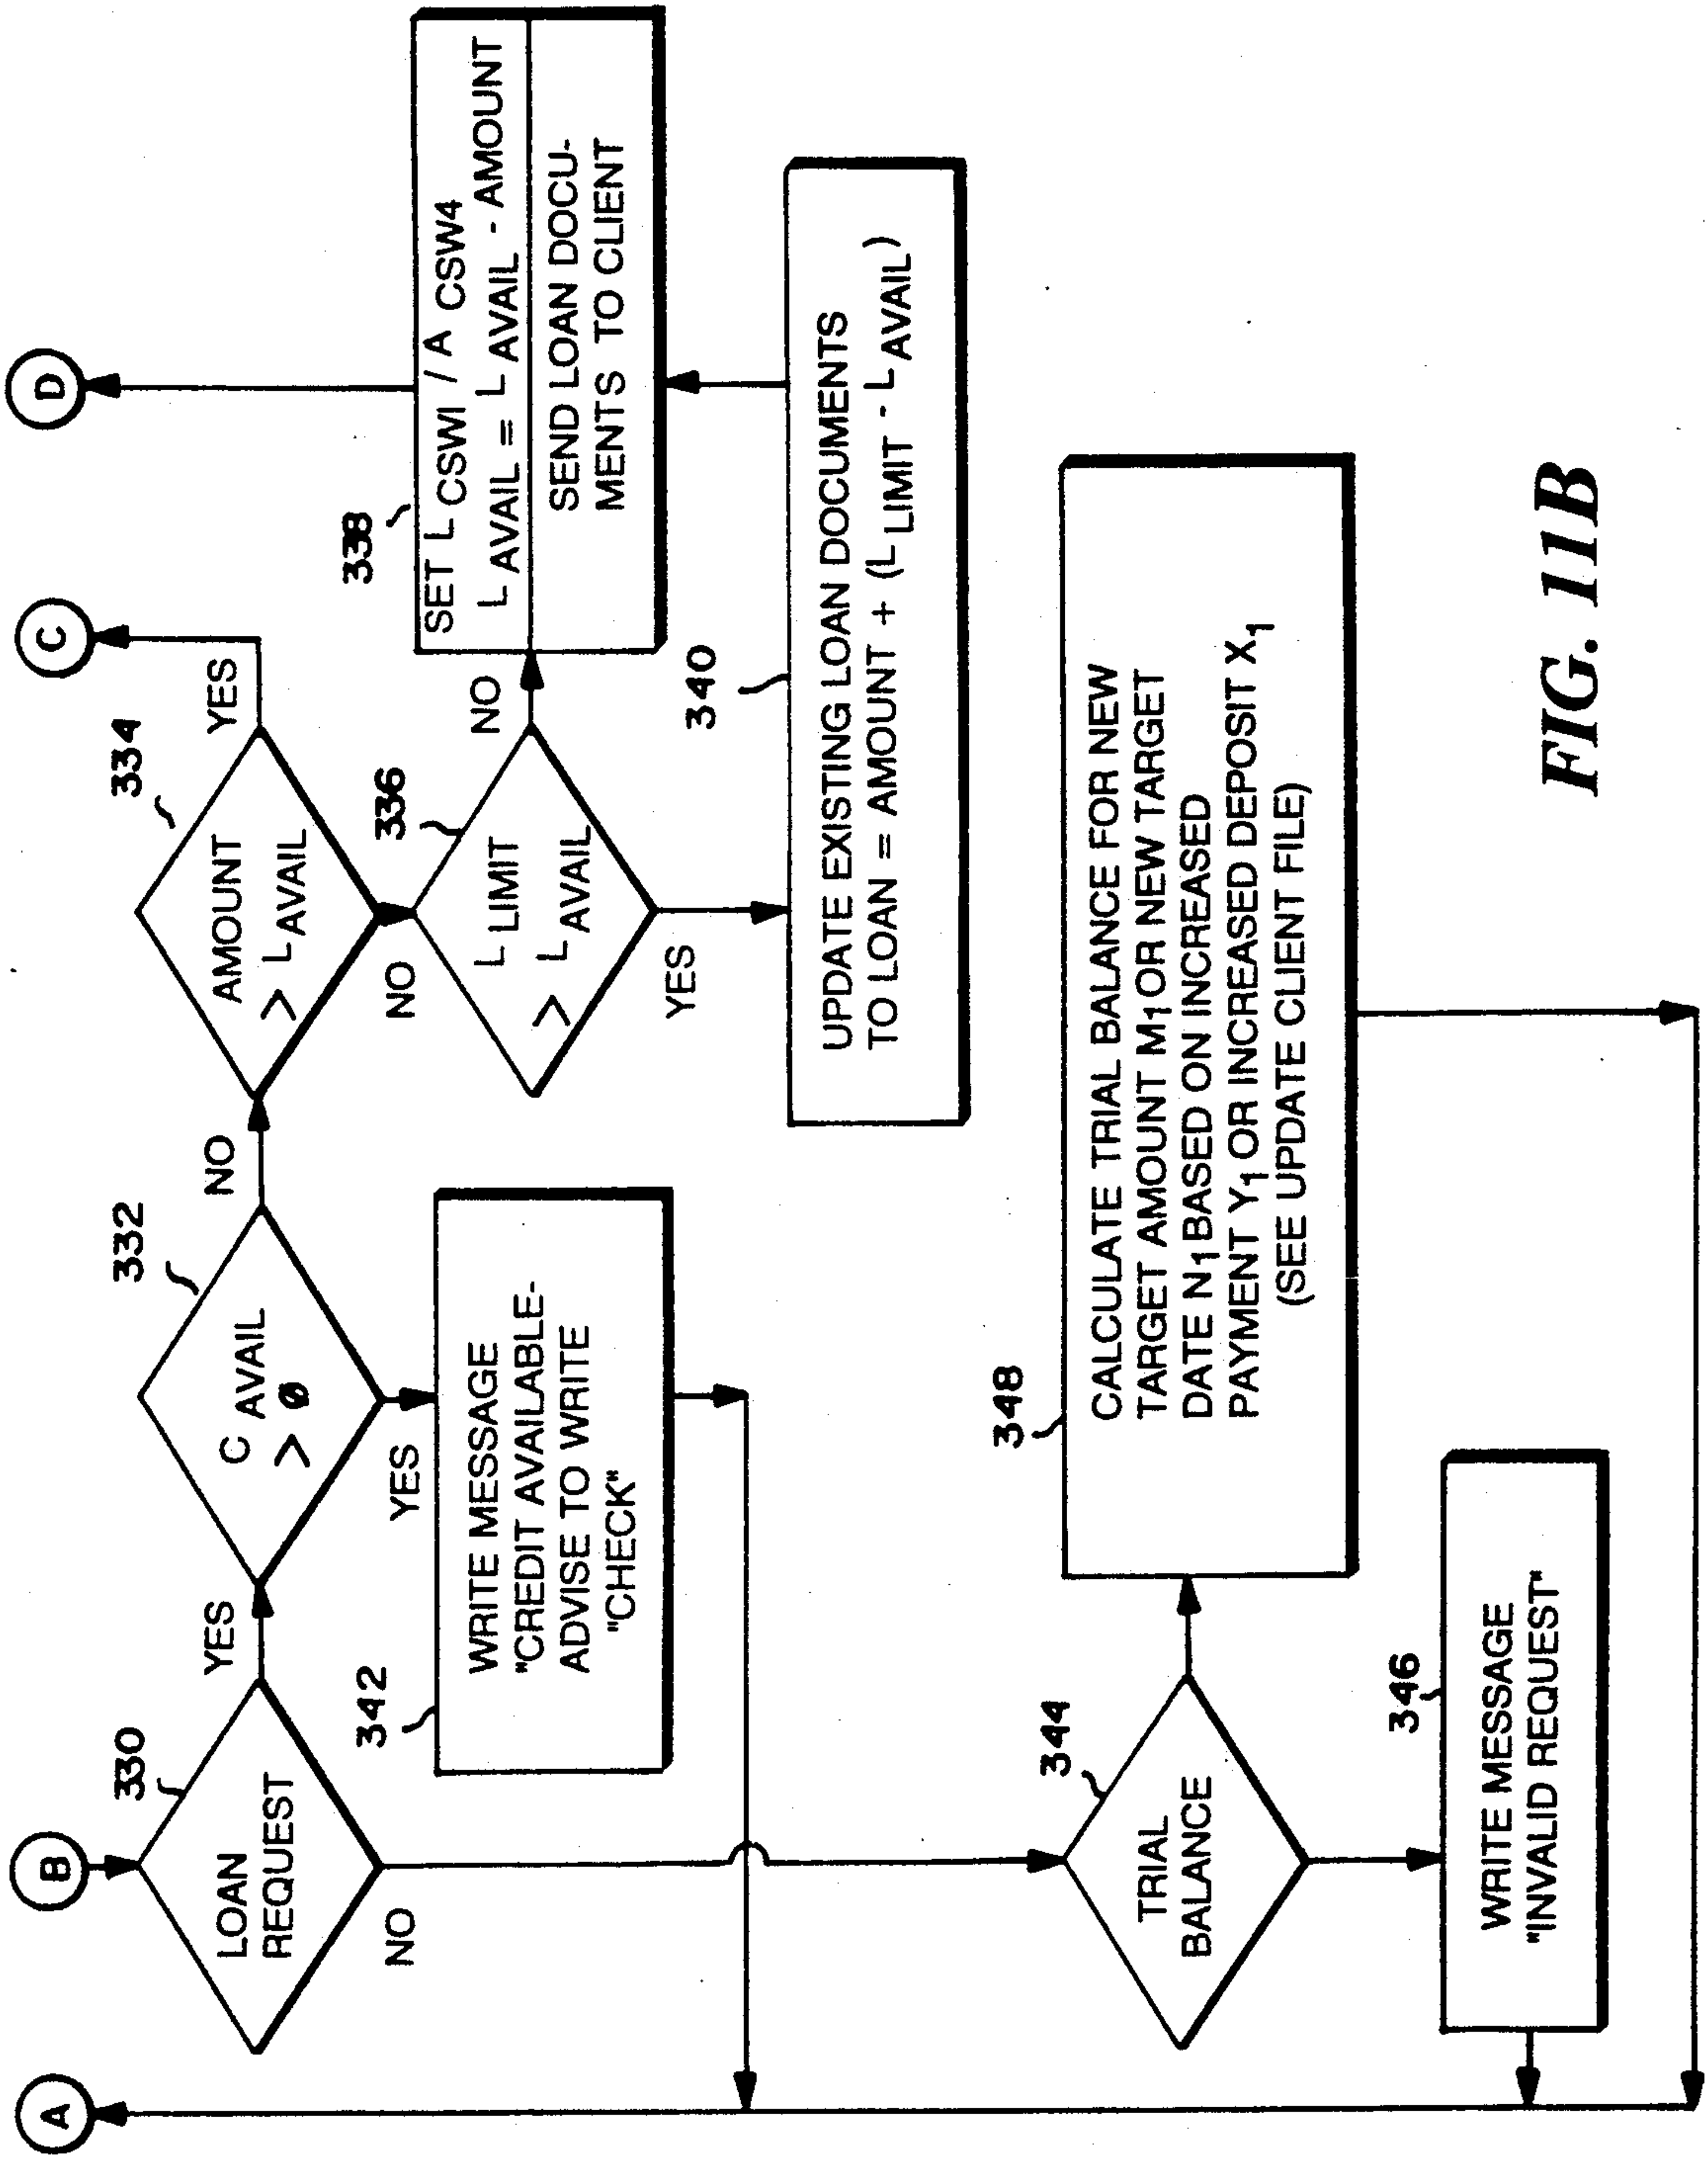 A
B
C
D
330
LOAN
REQUEST
YES
NO
332
C AVAIL
> Ø
NO
YES
334
AMOUNT
> L AVAIL
YES
NO
336
L LIMIT
> L AVAIL
NO
YES
338
SET L CSWI / A CSW4
L AVAIL = L AVAIL - AMOUNT
SEND LOAN DOCU-
MENTS TO CLIENT
340
UPDATE EXISTING LOAN DOCUMENTS
TO LOAN = AMOUNT + (L LIMIT - L AVAIL)
342
WRITE MESSAGE
"CREDIT AVAILABLE-
ADVISE TO WRITE
"CHECK"
344
TRIAL
BALANCE
346
WRITE MESSAGE
"INVALID REQUEST"
348
CALCULATE TRIAL BALANCE FOR NEW
TARGET AMOUNT M1 OR NEW TARGET
DATE N1 BASED ON INCREASED
PAYMENT Y1 OR INCREASED DEPOSIT X1
(SEE UPDATE CLIENT FILE)
FIG. 11B